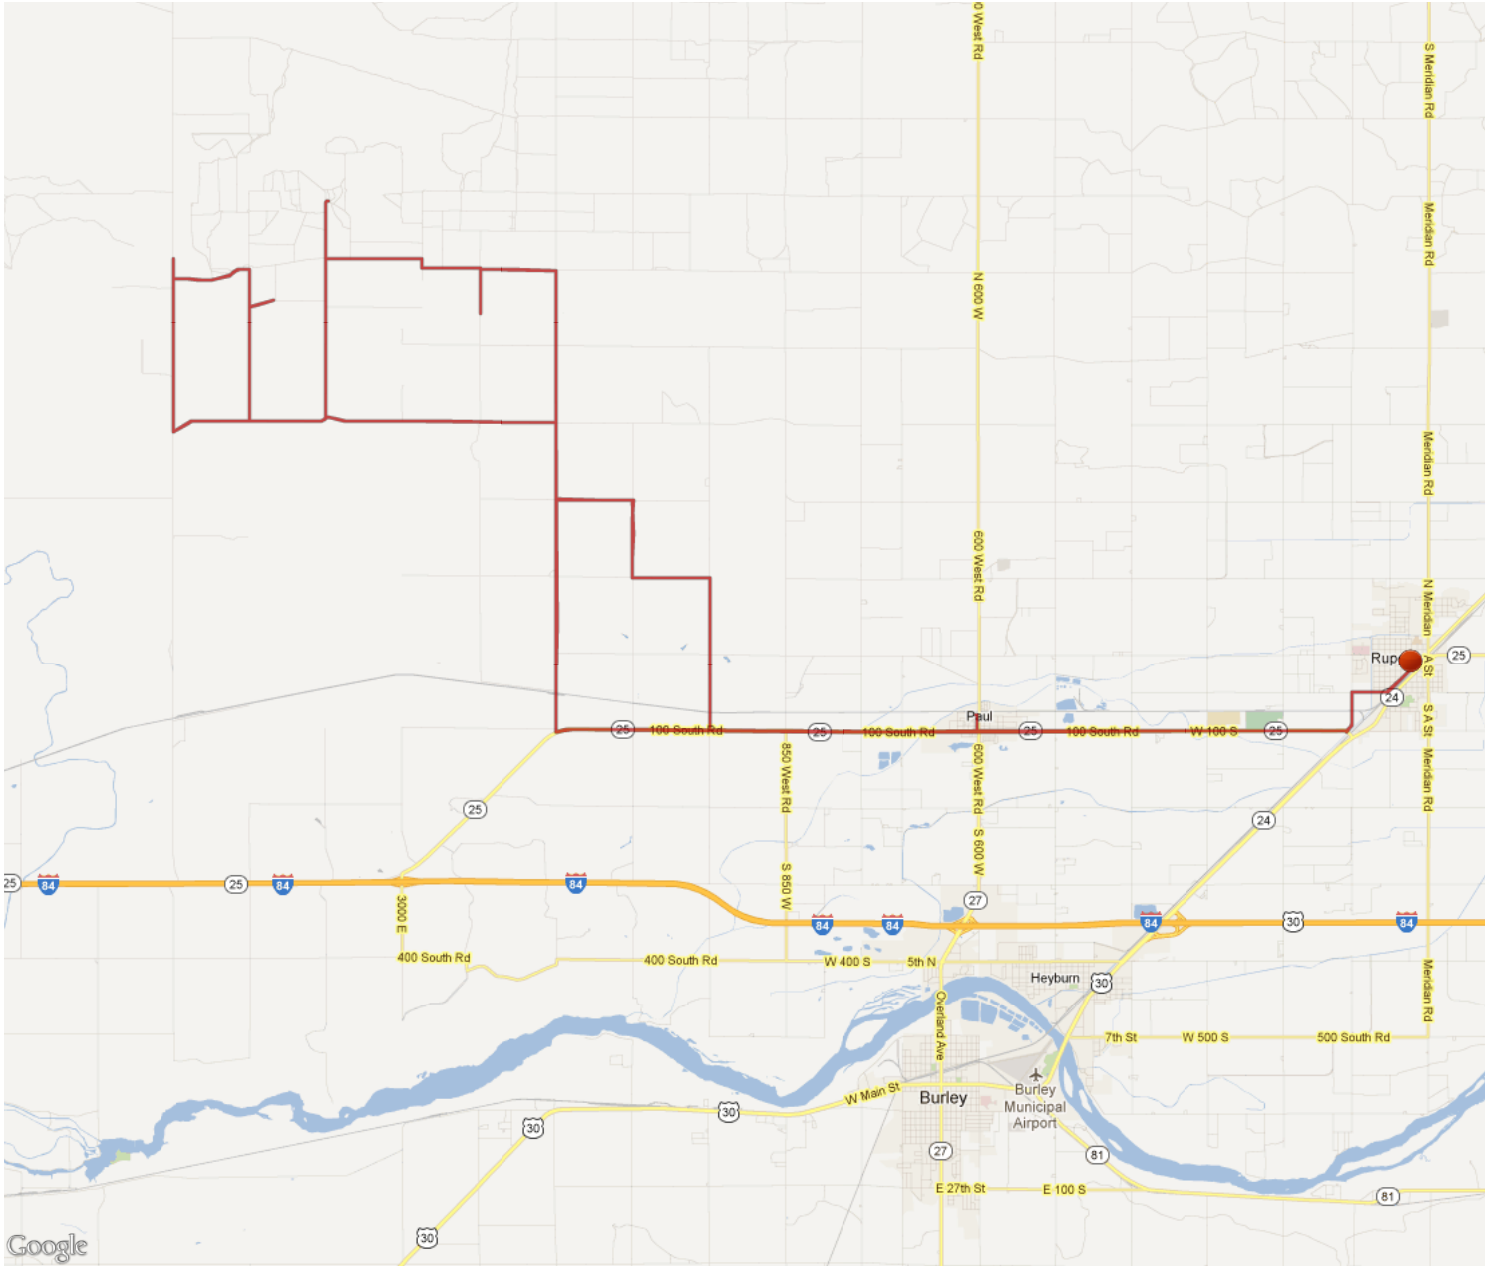 0 West Rd
S Meridian Rd
Meridian Rd
N 600 W
Meridian Rd
600 West Rd
N Meridian
Rup
A St
25
24
Paul
S A St
25
100 South Rd
25
100 South Rd
25
100 South Rd
W 100 S
25
850 West Rd
600 West Rd
Meridian Rd
25
24
S 600 W
S 850 W
25
84
25
84
84
3000 E
27
84
84
84
30
84
400 South Rd
400 South Rd
W 400 S
5th N
Heyburn
30
Meridian Rd
Overland Ave
7th St
W 500 S
500 South Rd
W Main St
Burley
Burley
Municipal
Airport
30
30
27
81
E 27th St
E 100 S
81
30
Google